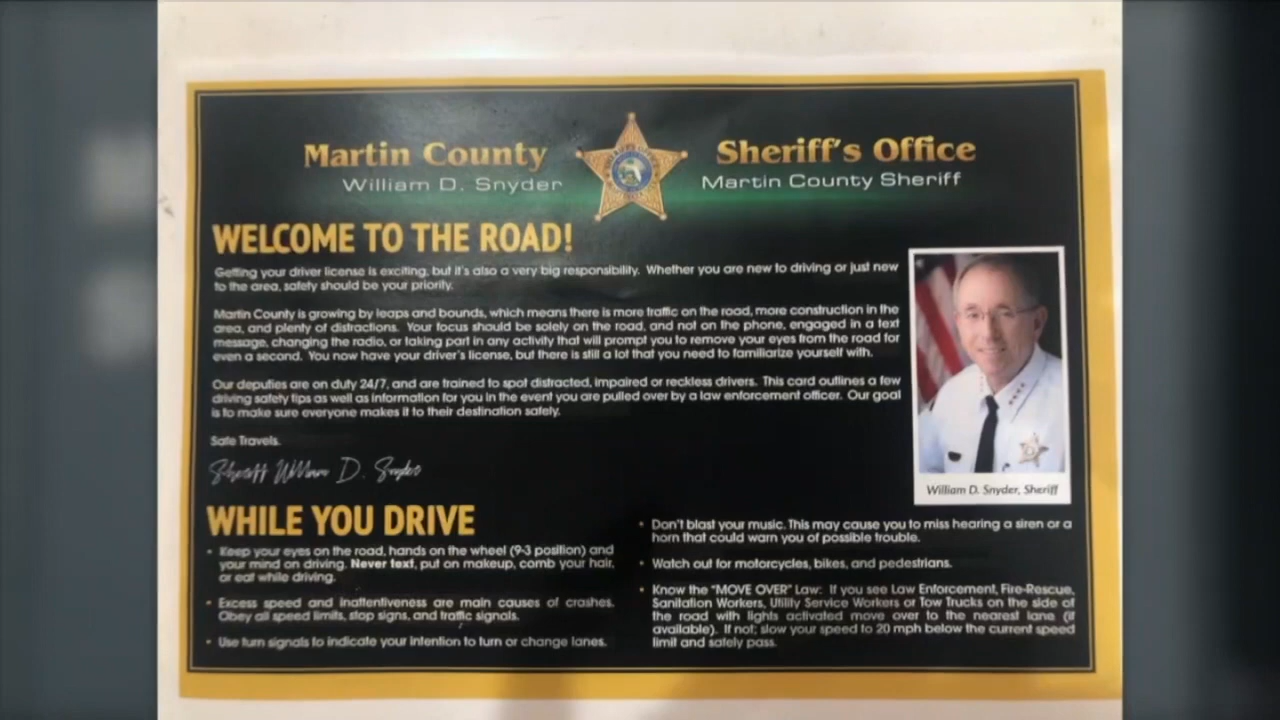 Martin County Sheriff's Office
William D. Snyder Martin County Sheriff
WELCOME TO THE ROAD!
Getting your driver license is exciting, but it's also a very big responsibility. Whether you are new to driving or just new
to the area, safety should be your priority.
Martin County is growing by leaps and bounds, which means there is more traffic on the road, more construction in the
area, and plenty of distractions. Your focus should be solely on the road, and not on the phone, engaged in a text
message, changing the radio, or taking part in any activity that will prompt you to remove your eyes from the road for
even a second. You now have your driver's license, but there is still a lot that you need to familiarize yourself with.
Our deputies are on duty 24/7, and are trained to spot distracted, impaired or reckless drivers. This card outlines a few
driving safety tips as well as information for you in the event you are pulled over by a law enforcement officer. Our goal
is to make sure everyone makes it to their destination safely.
Safe Travels.
Sheriff William D. Snyder
William D. Snyder, Sheriff
WHILE YOU DRIVE
• Keep your eyes on the road, hands on the wheel (9-3 position) and
your mind on driving. Never text, put on makeup, comb your hair,
or eat while driving.
• Excess speed and inattentiveness are main causes of crashes.
Obey all speed limits, stop signs, and traffic signals.
• Use turn signals to indicate your intention to turn or change lanes.
• Don't blast your music. This may cause you to miss hearing a siren or a
horn that could warn you of possible trouble.
• Watch out for motorcycles, bikes, and pedestrians.
• Know the "MOVE OVER" Law: If you see Law Enforcement, Fire-Rescue,
Sanitation Workers, Utility Service Workers or Tow Trucks on the side of
the road with lights activated move over to the nearest lane (if
available). If not; slow your speed to 20 mph below the current speed
limit and safely pass.